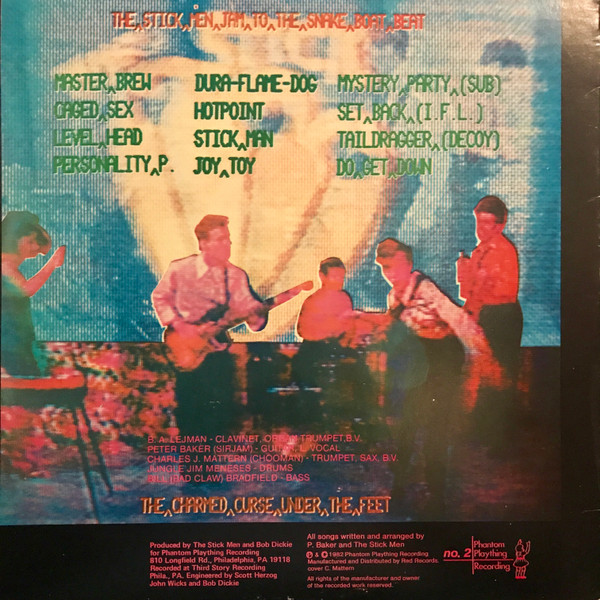 THE^STICK^MEN^JAM^TO^THE^SNAKE^BOAT^BEAT
MASTER^BREW
CAGED^SEX
LEVEL^HEAD
PERSONALITY^P.
DURA-FLAME-DOG
HOTPOINT
STICK^MAN
JOY^TOY
MYSTERY^PARTY^(SUB)
SET^BACK^(I.F.L.)
TAILDRAGGER^(DECOY)
DO^GET^DOWN
B. A. LEJMAN - CLAVINET, TRUMPET,B.V.
PETER BAKER (SIRJAM) - VOCAL
CHARLES J. MATTERN (CHOOMAN) - TRUMPET, SAX, B.V.
JUNGLE JIM MENESES - DRUMS
BRADFIELD - BASS
THE^CHARMED^CURSE^UNDER^THE^FEET
Produced by The Stick Men and Bob Dickie
for Phantom Plaything Recording
810 Longfield Rd., Philadelphia, PA 19118
Recorded at Third Story Recording
Phila., PA. Engineered by Scott Herzog
John Wicks and Bob Dickie
All songs written and arranged by
P. Baker and The Stick Men
℗ & © 1982 Phantom Plaything Recording
Manufactured and Distributed by Red Records.
cover C. Mattern
All rights of the manufacturer and owner
of the recorded work reserved.
no. 2
Phantom
Plaything
Recording